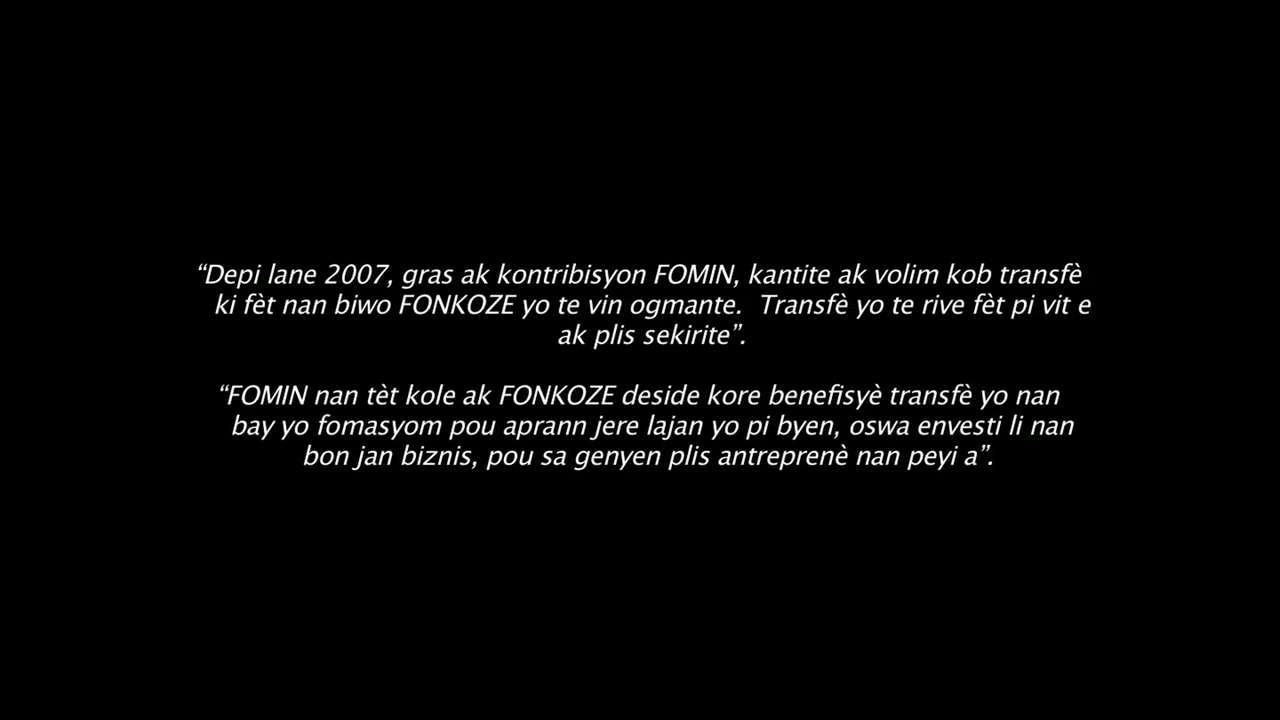 “Depi lane 2007, gras ak kontribisyon FOMIN, kantite ak volim kob transfè
ki fèt nan biwo FONKOZE yo te vin ogmante.  Transfè yo te rive fèt pi vit e
ak plis sekirite”.
“FOMIN nan tèt kole ak FONKOZE deside kore benefisyè transfè yo nan
bay yo fomasyom pou aprann jere lajan yo pi byen, oswa envesti li nan
bon jan biznis, pou sa genyen plis antreprenè nan peyi a”.